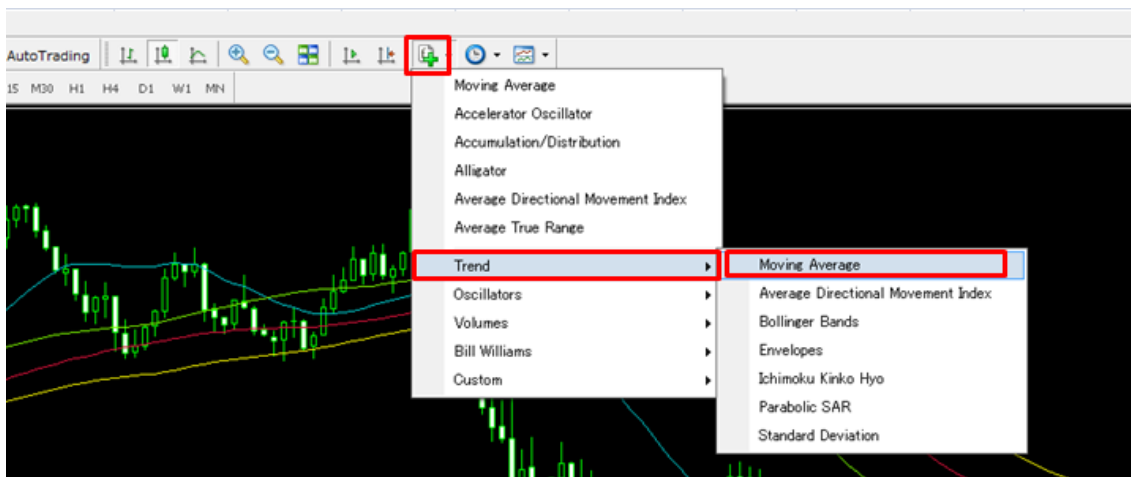 AutoTrading
15 M30 H1 H4 D1 W1 MN
Moving Average
Accelerator Oscillator
Accumulation/Distribution
Alligator
Average Directional Movement Index
Average True Range
Trend
Oscillators
Volumes
Bill Williams
Custom
Moving Average
Average Directional Movement Index
Bollinger Bands
Envelopes
Ichimoku Kinko Hyo
Parabolic SAR
Standard Deviation